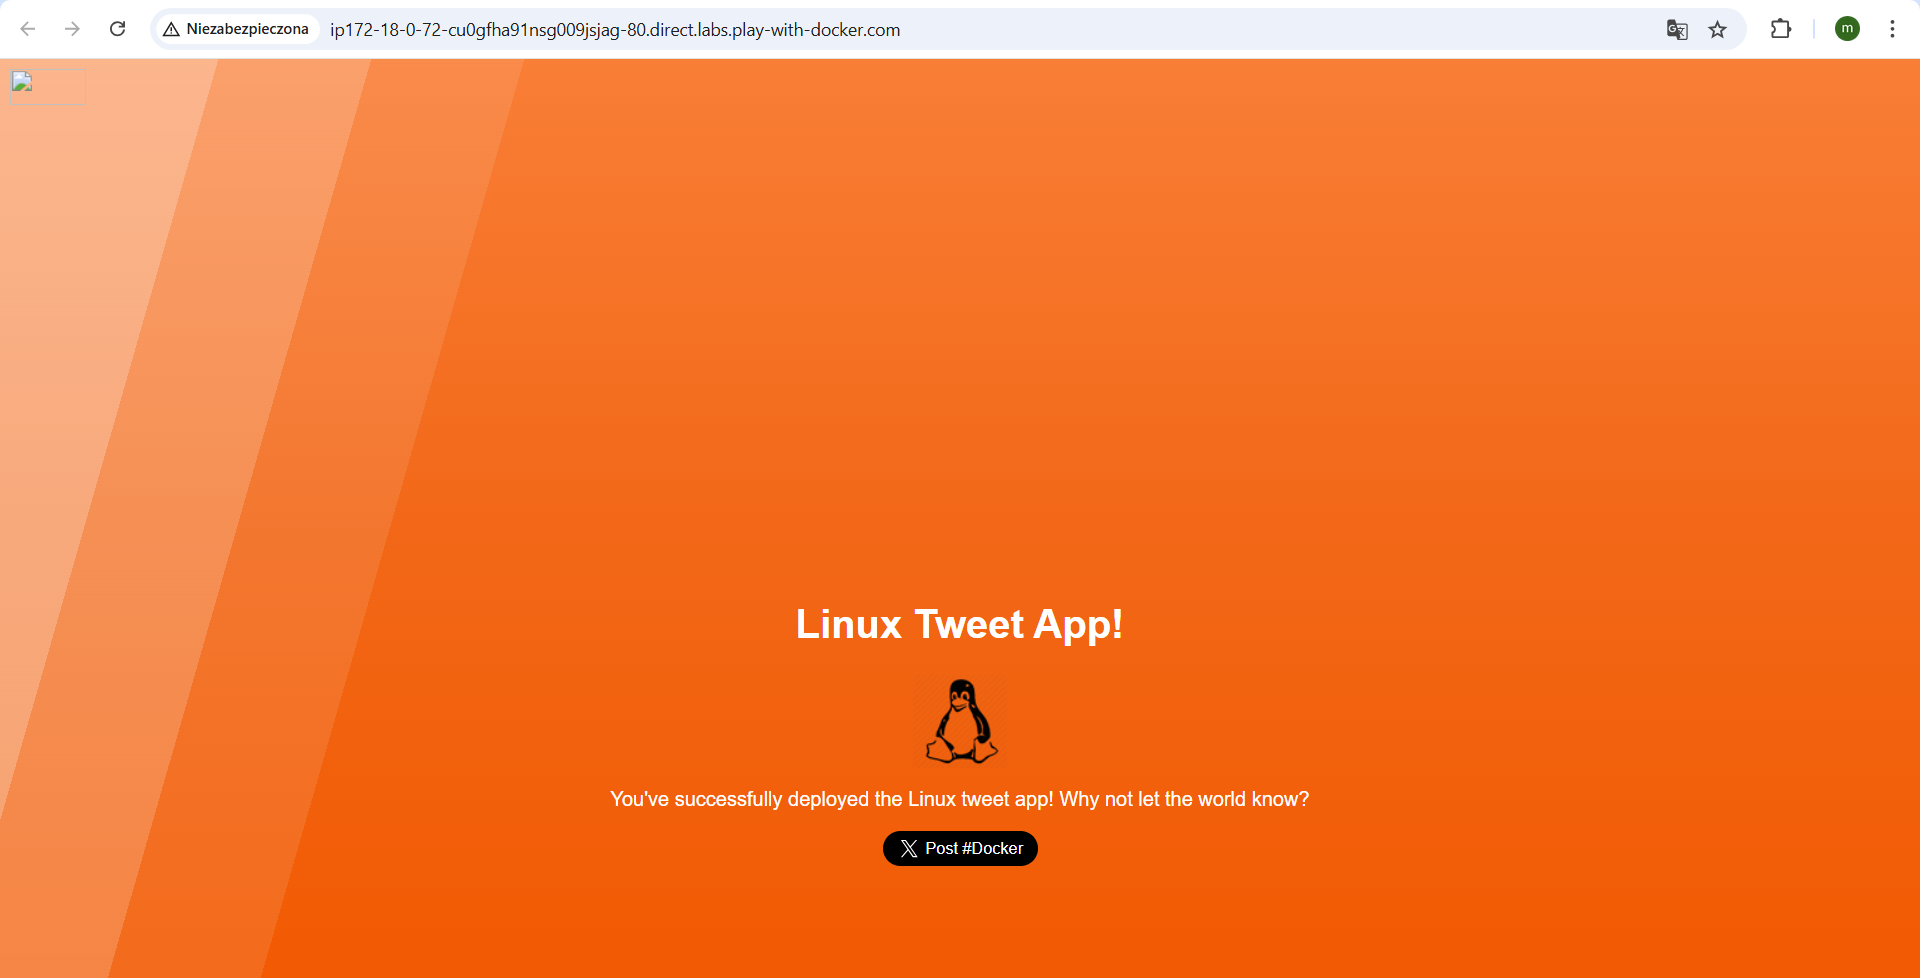 Niezabezpieczona ip172-18-0-72-cu0gfha91nsg009jsjag-80.direct.labs.play-with-docker.com
m
Linux Tweet App!
You've successfully deployed the Linux tweet app! Why not let the world know?
Post #Docker